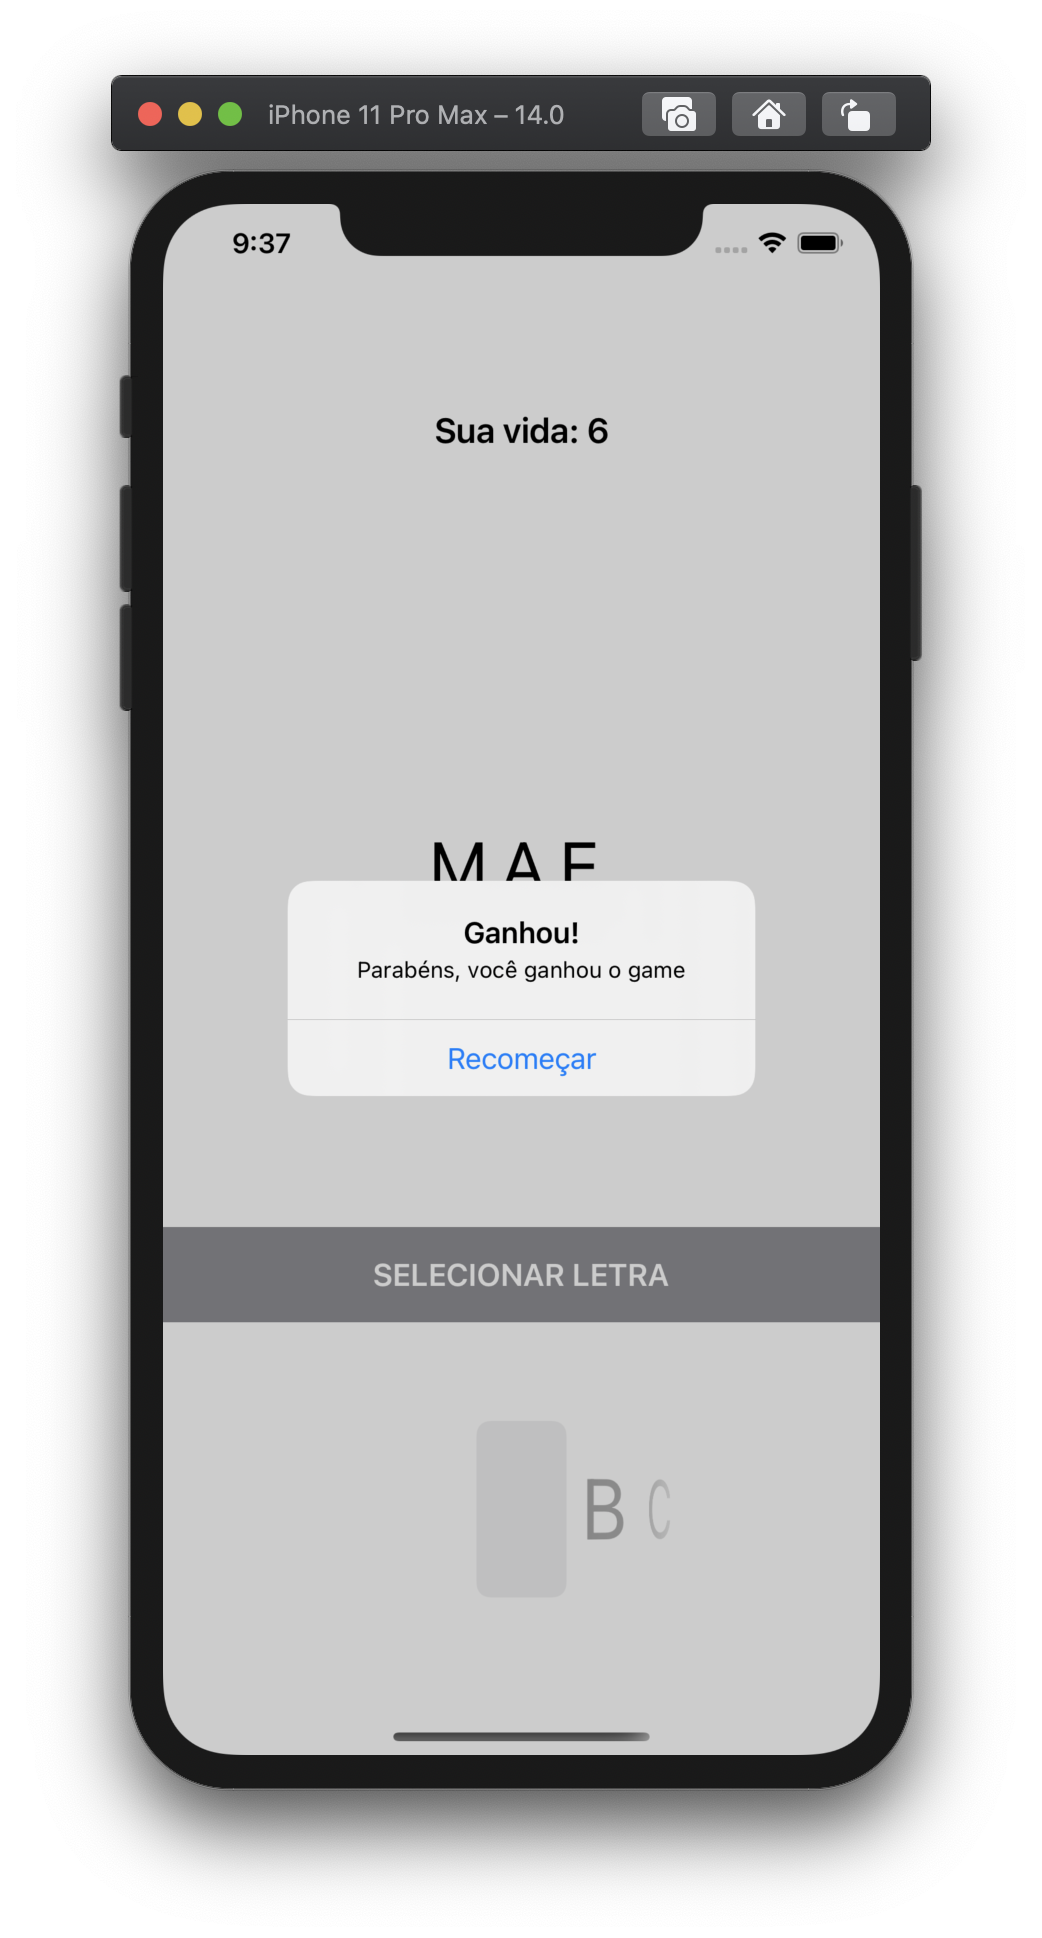 iPhone 11 Pro Max – 14.0
9:37
Sua vida: 6
M A E
Ganhou!
Parabéns, você ganhou o game
Recomeçar
SELECIONAR LETRA
B C